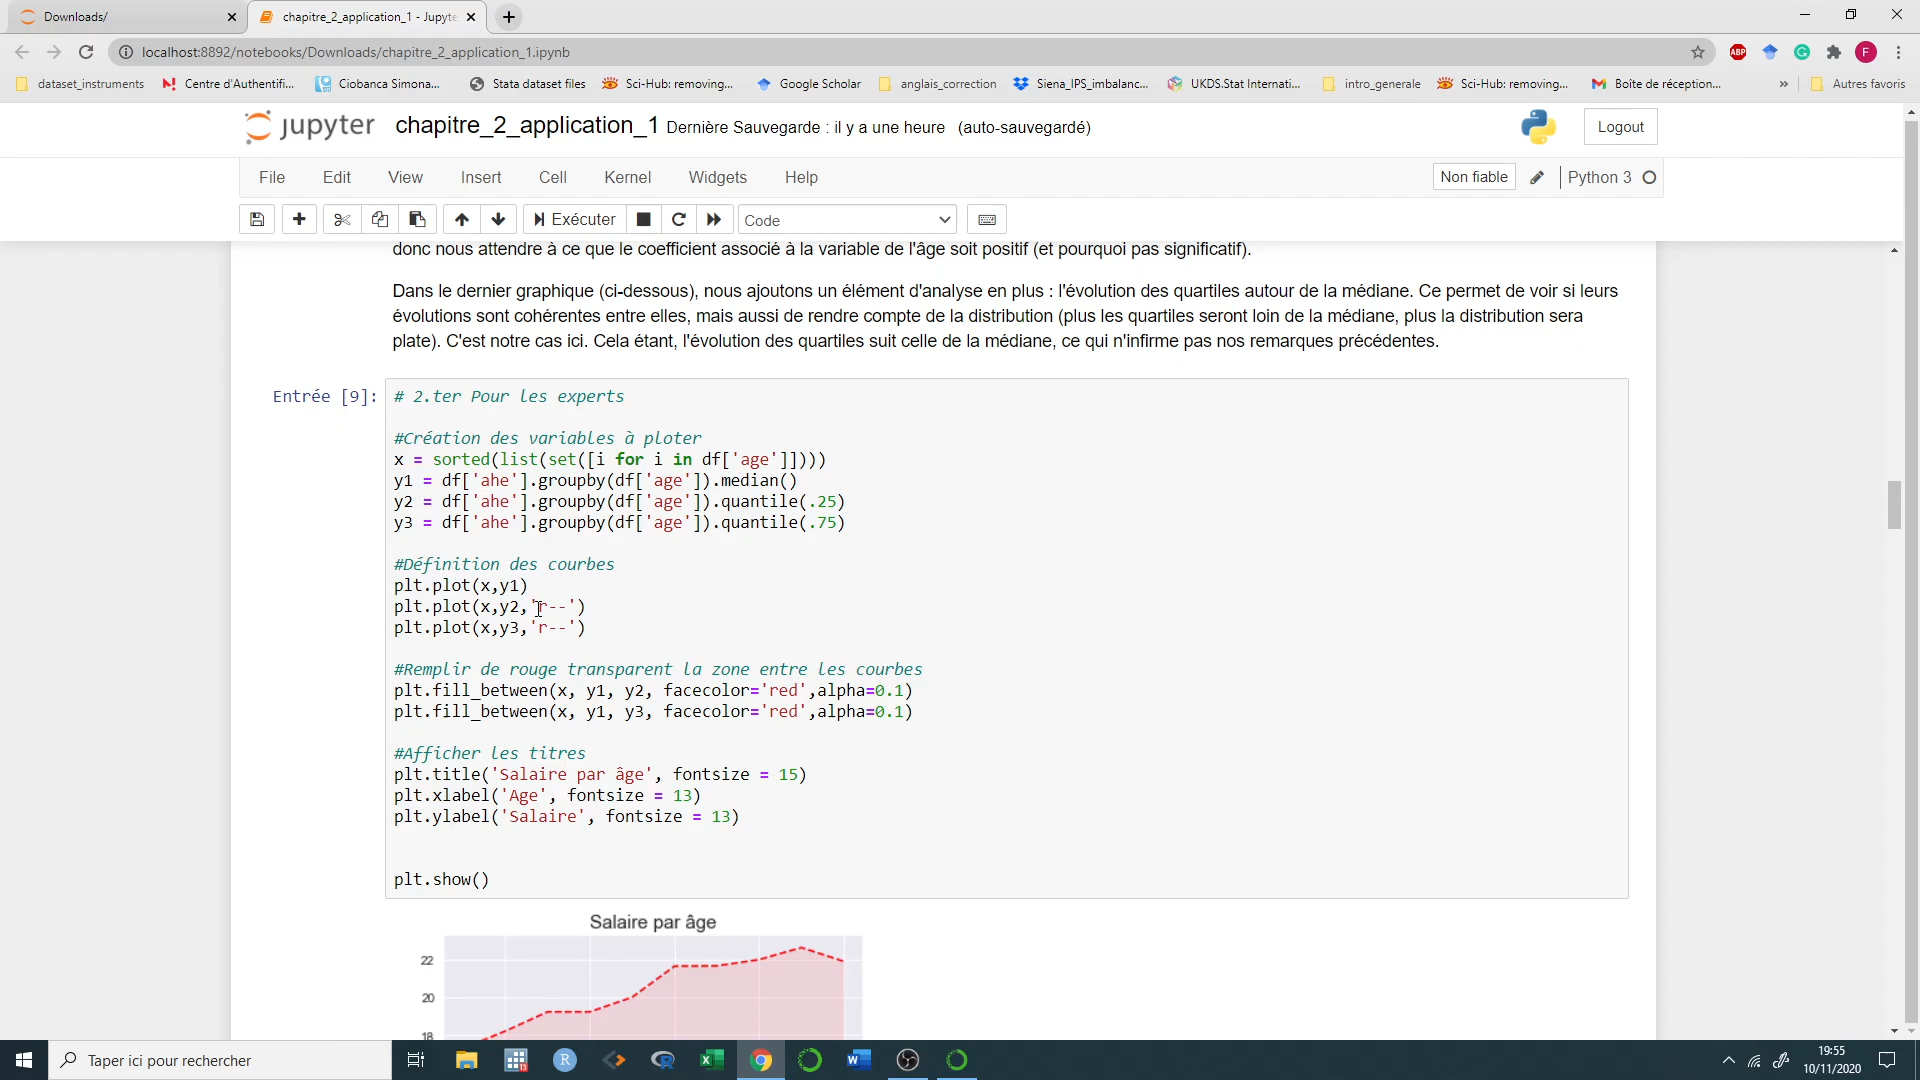 Downloads/
chapitre_2_application_1 - Jupyte
localhost:8892/notebooks/Downloads/chapitre_2_application_1.ipynb
ABP
F
dataset_instruments
Centre d'Authentifi...
Ciobanca Simona...
Stata dataset files
Sci-Hub: removing...
Google Scholar
anglais_correction
Siena_IPS_imbalanc...
UKDS.Stat Internati...
intro_generale
Sci-Hub: removing...
Boîte de réception...
»
Autres favoris
jupyter chapitre_2_application_1 Dernière Sauvegarde : il y a une heure (auto-sauvegardé)
Logout
File Edit View Insert Cell Kernel Widgets Help
Non fiable
Python 3
Exécuter
Code
donc nous attendre à ce que le coefficient associé à la variable de l'âge soit positif (et pourquoi pas significatif).
Dans le dernier graphique (ci-dessous), nous ajoutons un élément d'analyse en plus : l'évolution des quartiles autour de la médiane. Ce permet de voir si leurs
évolutions sont cohérentes entre elles, mais aussi de rendre compte de la distribution (plus les quartiles seront loin de la médiane, plus la distribution sera
plate). C'est notre cas ici. Cela étant, l'évolution des quartiles suit celle de la médiane, ce qui n'infirme pas nos remarques précédentes.
Entrée [9]:
# 2.ter Pour les experts
#Création des variables à ploter
x = sorted(list(set([i for i in df['age']])))
y1 = df['ahe'].groupby(df['age']).median()
y2 = df['ahe'].groupby(df['age']).quantile(.25)
y3 = df['ahe'].groupby(df['age']).quantile(.75)
#Définition des courbes
plt.plot(x,y1)
plt.plot(x,y2,'r--')
plt.plot(x,y3,'r--')
#Remplir de rouge transparent la zone entre les courbes
plt.fill_between(x, y1, y2, facecolor='red',alpha=0.1)
plt.fill_between(x, y1, y3, facecolor='red',alpha=0.1)
#Afficher les titres
plt.title('Salaire par âge', fontsize = 15)
plt.xlabel('Age', fontsize = 13)
plt.ylabel('Salaire', fontsize = 13)
plt.show()
Salaire par âge
22
20
18
Taper ici pour rechercher
19:55
10/11/2020